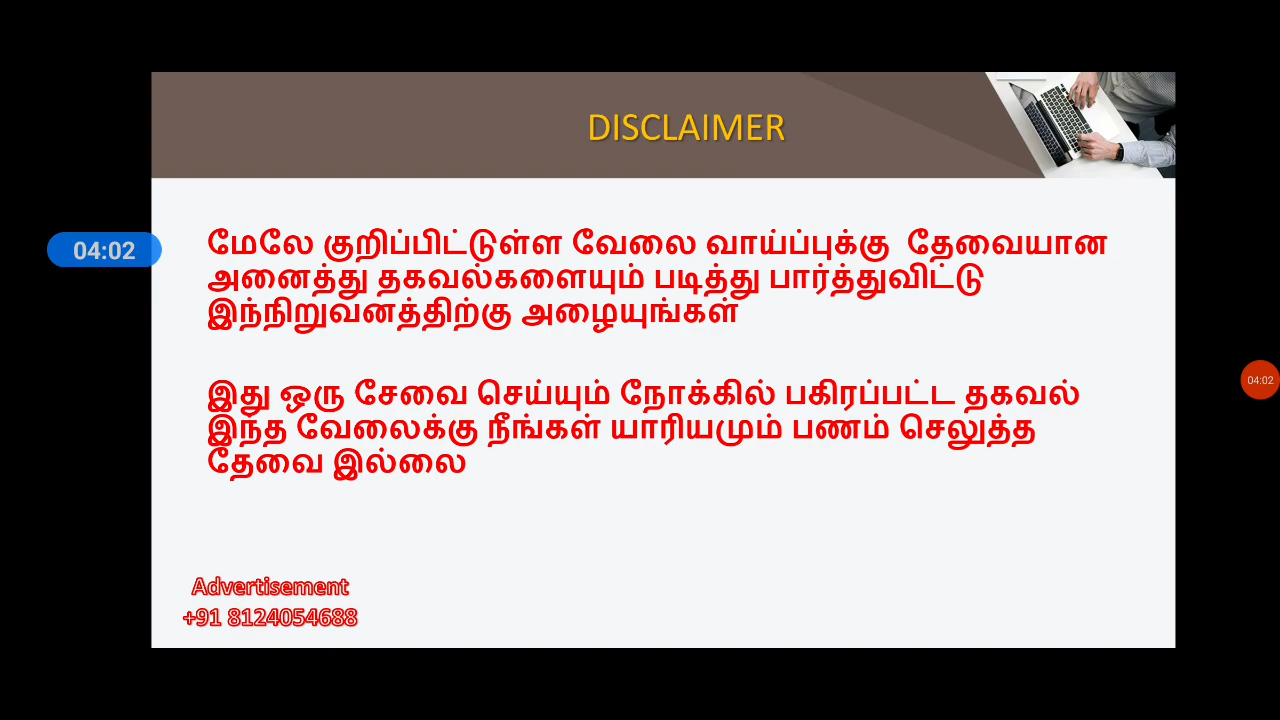 DISCLAIMER
04:02
மேலே குறிப்பிட்டுள்ள வேலை வாய்ப்புக்கு தேவையான
அனைத்து தகவல்களையும் படித்து பார்த்துவிட்டு
இந்நிறுவனத்திற்கு அழையுங்கள்
04:02
இது ஒரு சேவை செய்யும் நோக்கில் பகிரப்பட்ட தகவல்
இந்த வேலைக்கு நீங்கள் யாரியமும் பணம் செலுத்த
தேவை இல்லை
Advertisement
+91 8124054688